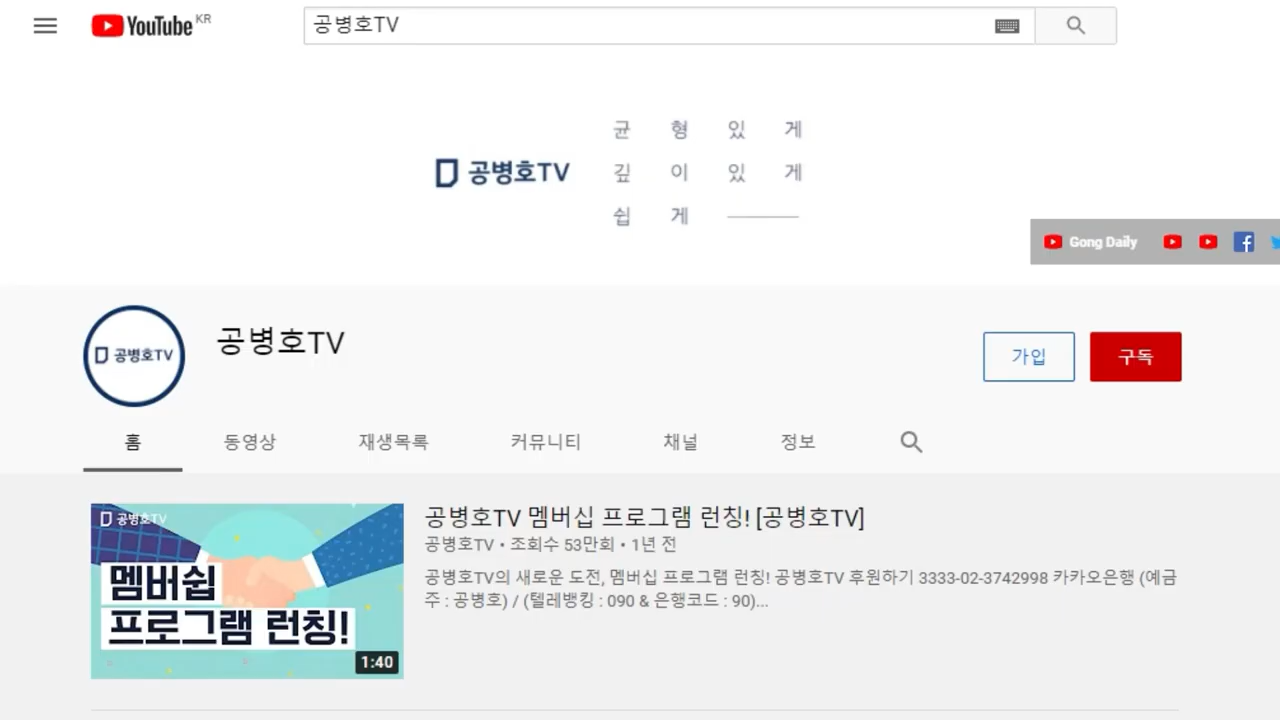 YouTube KR
공병호TV
균 형 있 게
공병호TV
깊 이 있 게
쉽 게
Gong Daily
공병호TV
공병호TV
가입
구독
홈 동영상 재생목록 커뮤니티 채널 정보
공병호TV
멤버쉽
프로그램 런칭!
1:40
공병호TV 멤버십 프로그램 런칭! [공병호TV]
공병호TV • 조회수 53만회 • 1년 전
공병호TV의 새로운 도전, 멤버십 프로그램 런칭! 공병호TV 후원하기 3333-02-3742998 카카오은행 (예금
주 : 공병호) / (텔레뱅킹 : 090 & 은행코드 : 90)...